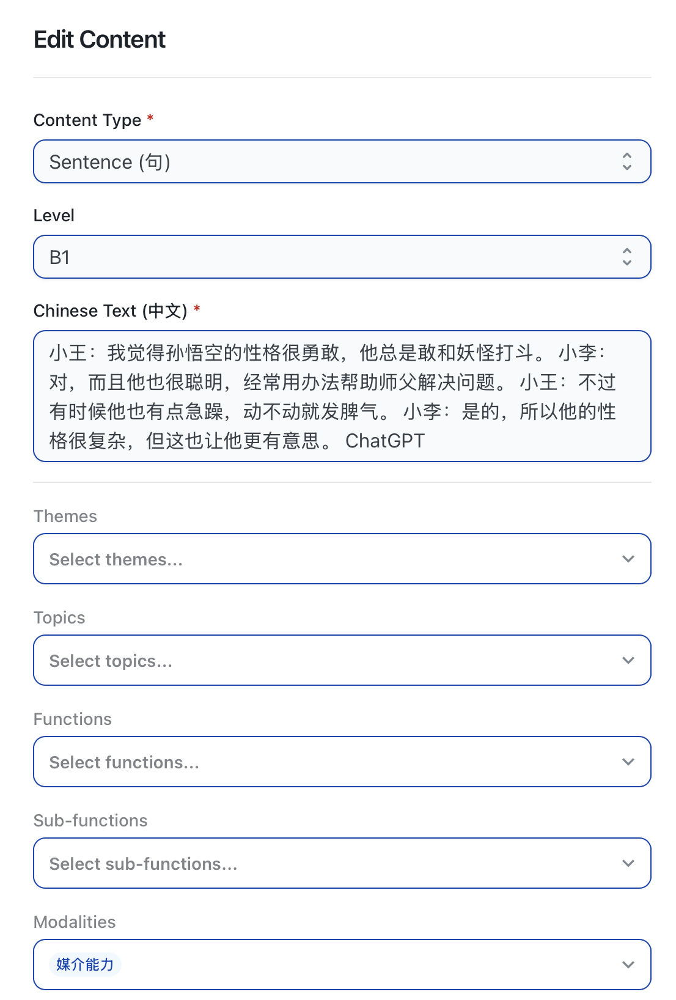 Edit Content
Content Type *
Sentence (句)
Level
B1
Chinese Text (中文) *
小王：我觉得孙悟空的性格很勇敢，他总是敢和妖怪打斗。 小李：
对，而且他也很聪明，经常用办法帮助师父解决问题。 小王：不过
有时候他也有点急躁，动不动就发脾气。 小李：是的，所以他的性
格很复杂，但这也让他更有意思。 ChatGPT
Themes
Select themes...
Topics
Select topics...
Functions
Select functions...
Sub-functions
Select sub-functions...
Modalities
媒介能力